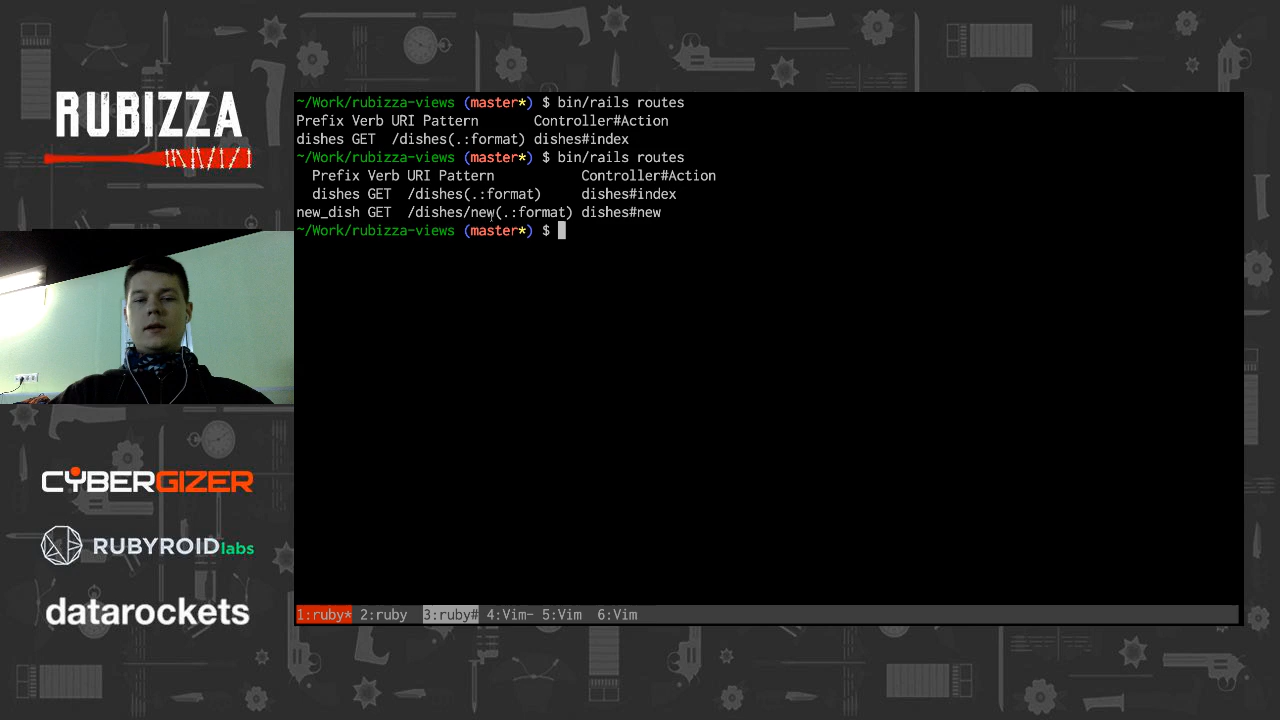 RUBIZZA
CYBERGIZER
RUBYROID labs
datarockets
~/Work/rubizza-views (master*) $ bin/rails routes
Prefix Verb URI Pattern       Controller#Action
dishes GET  /dishes(.:format) dishes#index
~/Work/rubizza-views (master*) $ bin/rails routes
  Prefix Verb URI Pattern           Controller#Action
  dishes GET  /dishes(.:format)     dishes#index
new_dish GET  /dishes/new(.:format) dishes#new
~/Work/rubizza-views (master*) $
1:ruby* 2:ruby  3:ruby# 4:Vim- 5:Vim  6:Vim